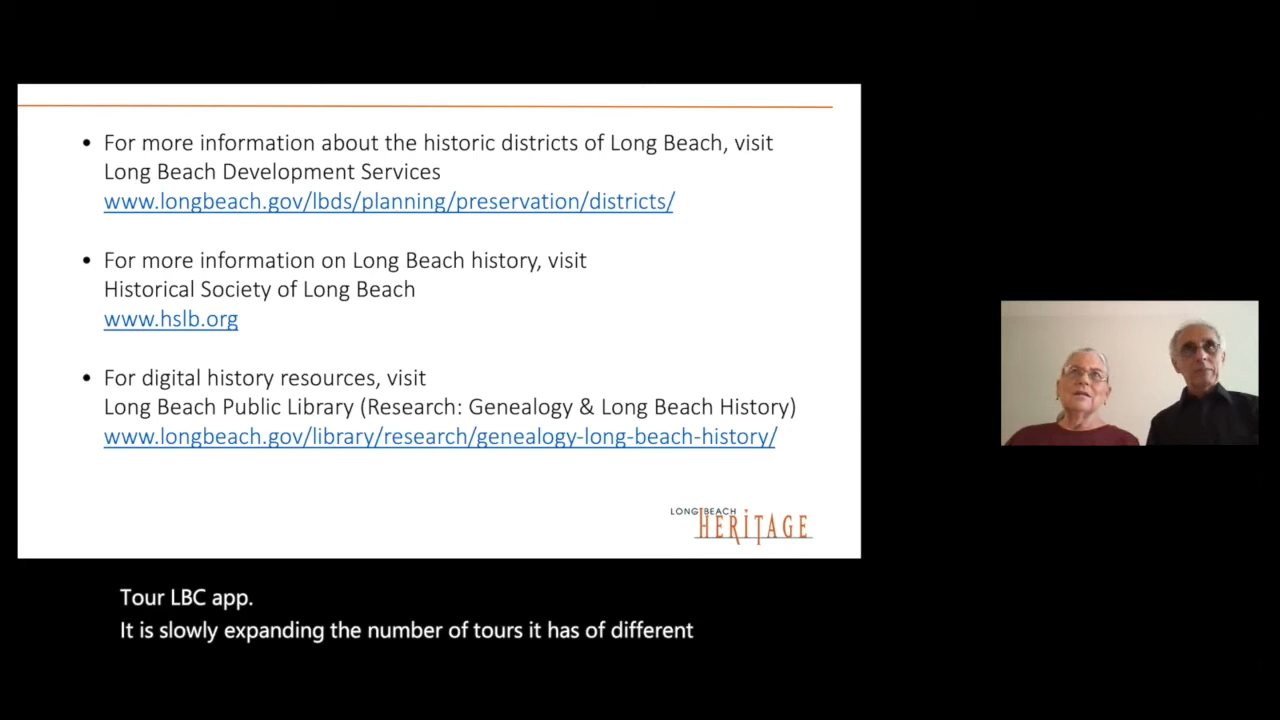 • For more information about the historic districts of Long Beach, visit
Long Beach Development Services
www.longbeach.gov/lbds/planning/preservation/districts/
• For more information on Long Beach history, visit
Historical Society of Long Beach
www.hslb.org
• For digital history resources, visit
Long Beach Public Library (Research: Genealogy & Long Beach History)
www.longbeach.gov/library/research/genealogy-long-beach-history/
LONG BEACH
HERITAGE
Tour LBC app.
It is slowly expanding the number of tours it has of different